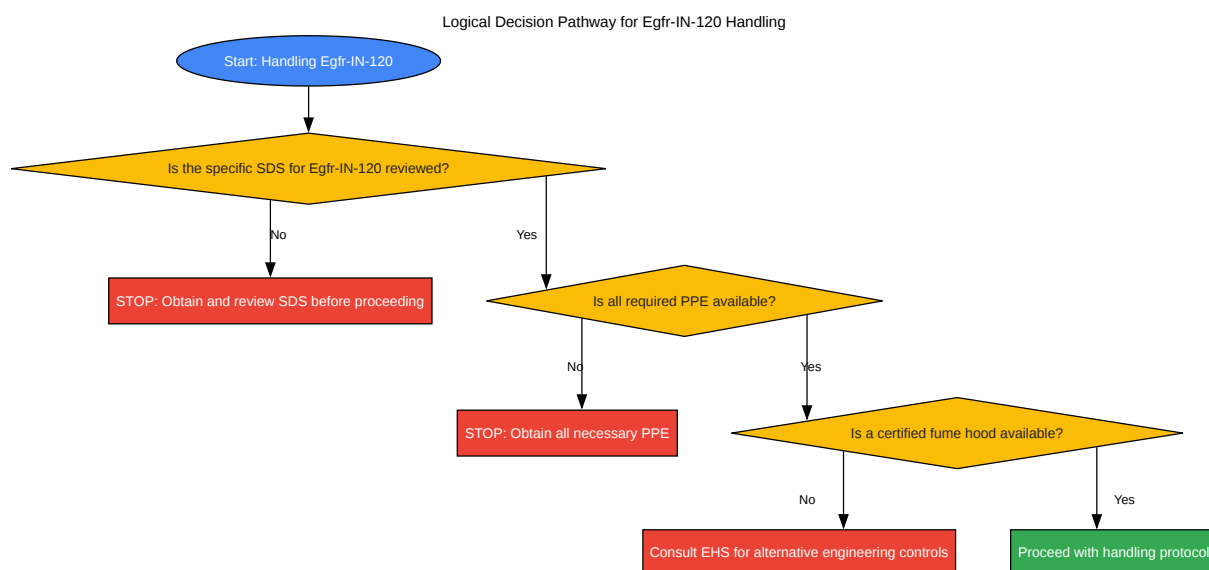 Logical Decision Pathway for Egfr-IN-120 Handling
Start: Handling Egfr-IN-120
Is the specific SDS for Egfr-IN-120 reviewed?
No
Yes
STOP: Obtain and review SDS before proceeding
Is all required PPE available?
No
Yes
STOP: Obtain all necessary PPE
Is a certified fume hood available?
No
Yes
Consult EHS for alternative engineering controls
Proceed with handling protocol